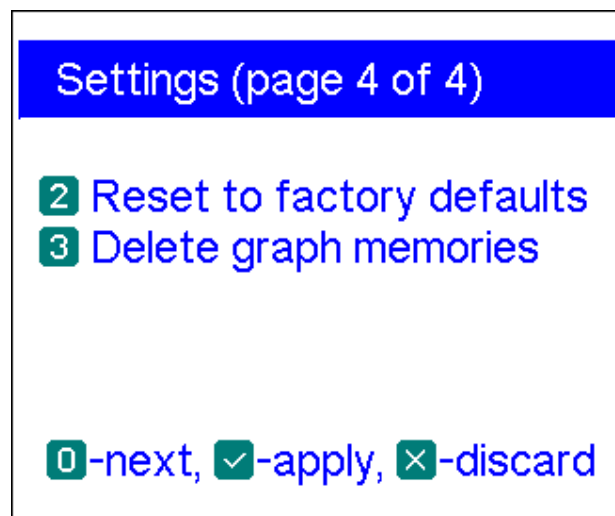 Settings (page 4 of 4)
2 Reset to factory defaults
3 Delete graph memories
0-next, ✓-apply, ×-discard